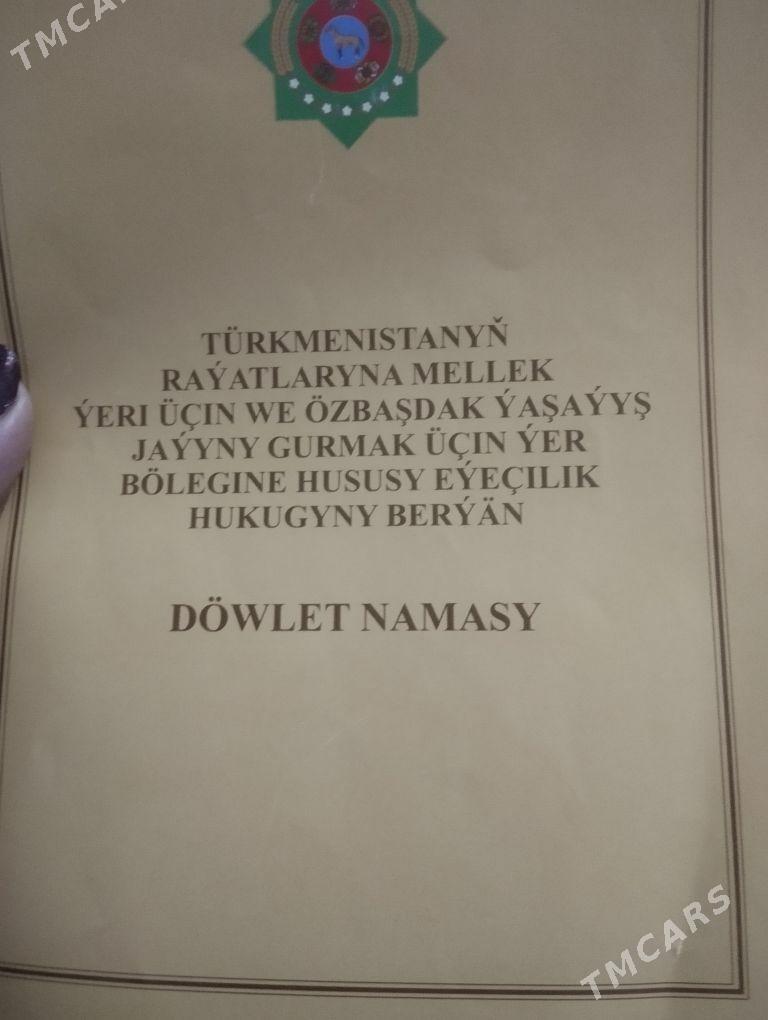 TMCARS
TÜRKMENISTANYŇ
RAÝATLARYNA MELLEK
ÝERI ÜÇIN WE ÖZBAŞDAK ÝAŞAÝYŞ
JAÝYNY GURMAK ÜÇIN ÝER
BÖLEGINE HUSUSY EÝEÇILIK
HUKUGYNY BERÝÄN
DÖWLET NAMASY
TMCARS